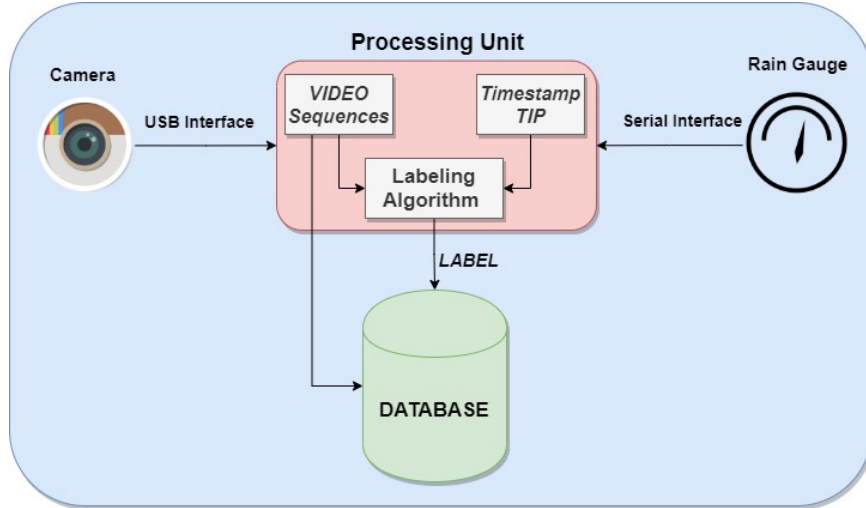 Processing Unit
Camera
Rain Gauge
VIDEO
Sequences
Timestamp
TIP
USB Interface
Serial Interface
Labeling
Algorithm
LABEL
DATABASE